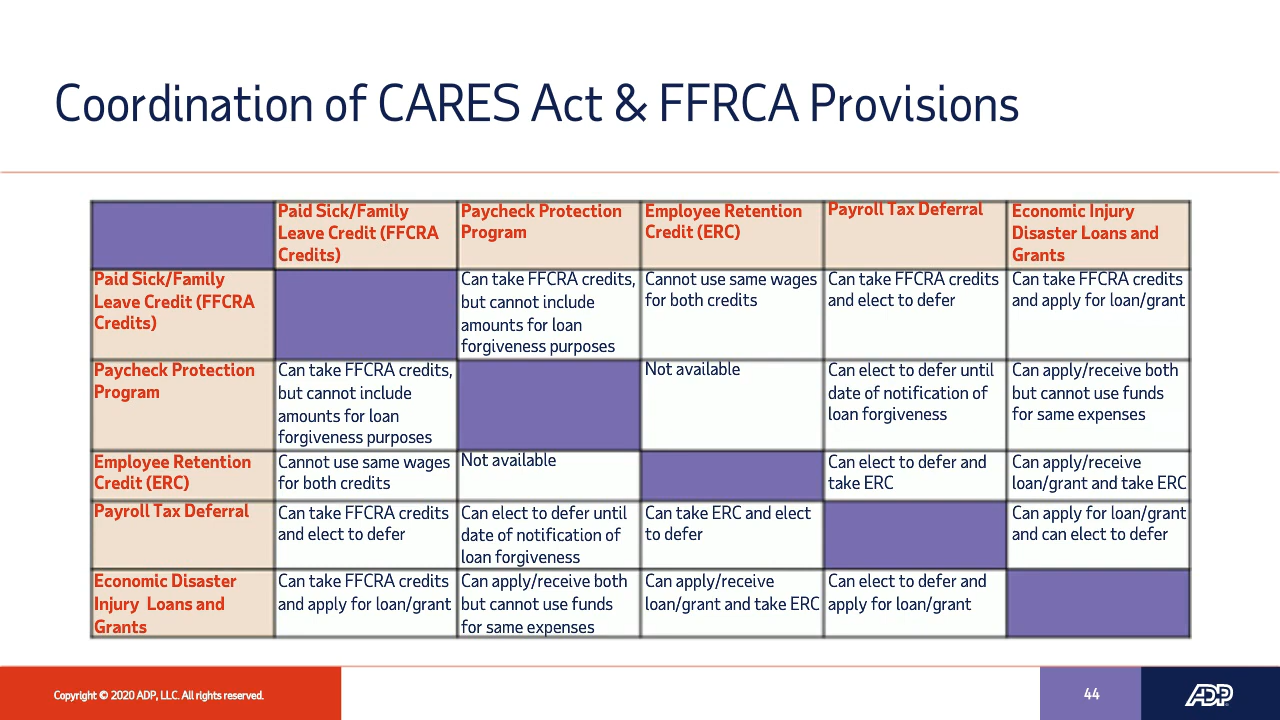 Coordination of CARES Act & FFRCA Provisions
Paid Sick/Family
Leave Credit (FFCRA
Credits)
Paycheck Protection
Program
Employee Retention
Credit (ERC)
Payroll Tax Deferral
Economic Injury
Disaster Loans and
Grants
Paid Sick/Family
Leave Credit (FFCRA
Credits)
Can take FFCRA credits,
but cannot include
amounts for loan
forgiveness purposes
Cannot use same wages
for both credits
Can take FFCRA credits
and elect to defer
Can take FFCRA credits
and apply for loan/grant
Paycheck Protection
Program
Can take FFCRA credits,
but cannot include
amounts for loan
forgiveness purposes
Not available
Can elect to defer until
date of notification of
loan forgiveness
Can apply/receive both
but cannot use funds
for same expenses
Employee Retention
Credit (ERC)
Cannot use same wages
for both credits
Not available
Can elect to defer and
take ERC
Can apply/receive
loan/grant and take ERC
Payroll Tax Deferral
Can take FFCRA credits
and elect to defer
Can elect to defer until
date of notification of
loan forgiveness
Can take ERC and elect
to defer
Can apply for loan/grant
and can elect to defer
Economic Disaster
Injury Loans and
Grants
Can take FFCRA credits
and apply for loan/grant
Can apply/receive both
but cannot use funds
for same expenses
Can apply/receive
loan/grant and take ERC
Can elect to defer and
apply for loan/grant
Copyright © 2020 ADP, LLC. All rights reserved.
44
ADP